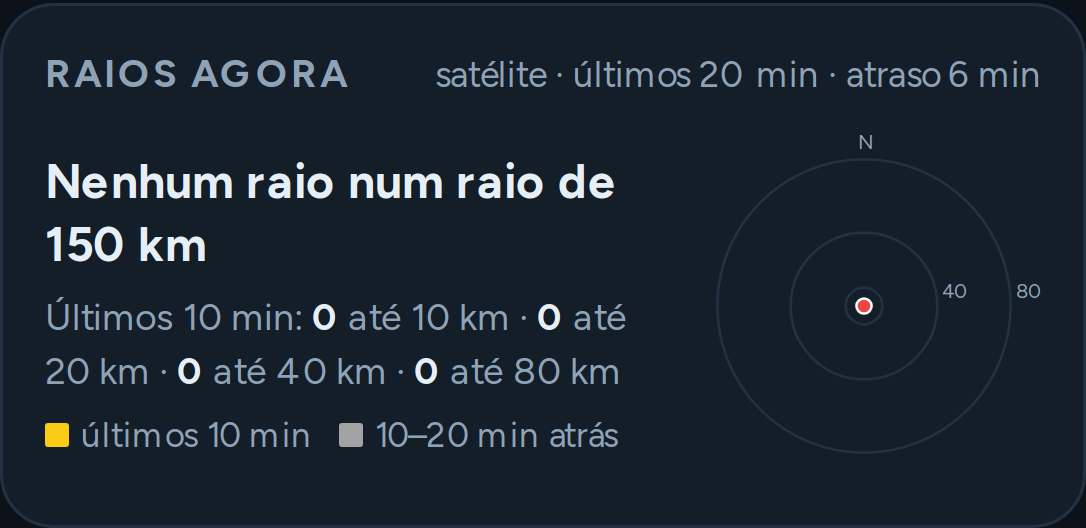 RAIOS AGORA
satélite · últimos 20 min · atraso 6 min
Nenhum raio num raio de
150 km
Últimos 10 min: 0 até 10 km · 0 até
20 km · 0 até 40 km · 0 até 80 km
últimos 10 min
10–20 min atrás
N
40
80